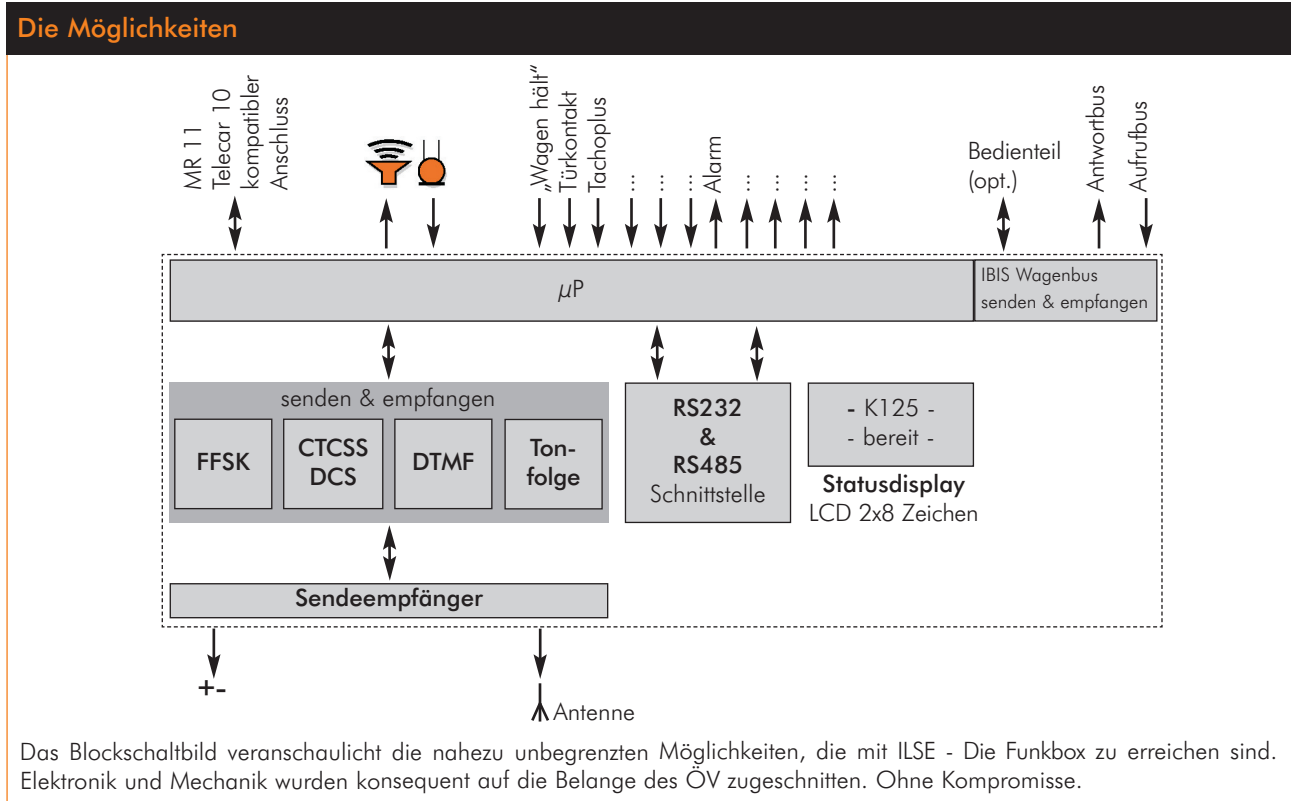 Die Möglichkeiten
MR 11
Telecar 10
kompatibler
Anschluss
„Wagen hält“
Türkontakt
Tachoplus
...
...
...
Alarm
...
...
...
...
Bedienteil
(opt.)
Antwortbus
Aufrufbus
µP
IBIS Wagenbus
senden & empfangen
senden & empfangen
FFSK
CTCSS
DCS
DTMF
Ton-
folge
RS232
&
RS485
Schnittstelle
- K125 -
- bereit -
Statusdisplay
LCD 2x8 Zeichen
Sendeempfänger
+-
Antenne
Das Blockschaltbild veranschaulicht die nahezu unbegrenzten Möglichkeiten, die mit ILSE - Die Funkbox zu erreichen sind.
Elektronik und Mechanik wurden konsequent auf die Belange des ÖV zugeschnitten. Ohne Kompromisse.